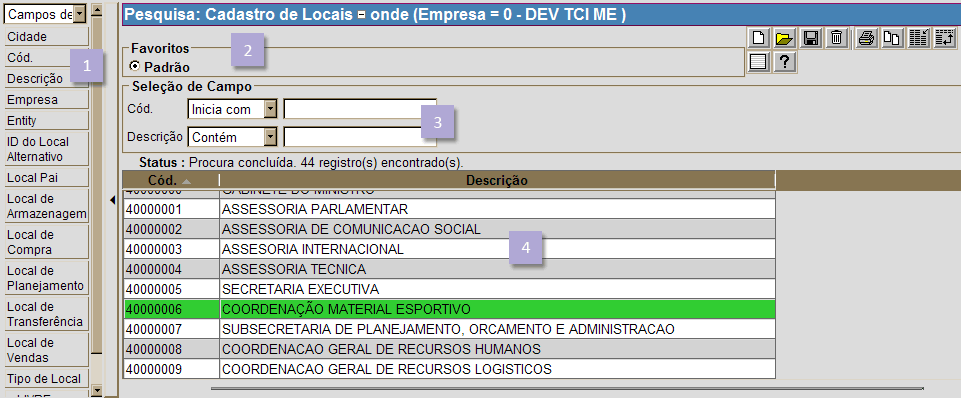 Campos de
Cidade
Cód.
Descrição
Empresa
Entity
ID do Local
Alternativo
Local Pai
Local de
Armazenagem
Local de
Compra
Local de
Planejamento
Local de
Transferência
Local de
Vendas
Tipo de Local
1
Pesquisa: Cadastro de Locais = onde (Empresa = 0 - DEV TCI ME )
Favoritos
2
Padrão
?
Seleção de Campo
Cód. Inicia com
3
Descrição Contém
Status : Procura concluída. 44 registro(s) encontrado(s).
Cód. Descrição
40000000 GABINETE DO MINISTRO
40000001 ASSESSORIA PARLAMENTAR
40000002 ASSESSORIA DE COMUNICACAO SOCIAL
4
40000003 ASSESORIA INTERNACIONAL
40000004 ASSESSORIA TECNICA
40000005 SECRETARIA EXECUTIVA
40000006 COORDENAÇÃO MATERIAL ESPORTIVO
40000007 SUBSECRETARIA DE PLANEJAMENTO, ORCAMENTO E ADMINISTRACAO
40000008 COORDENACAO GERAL DE RECURSOS HUMANOS
40000009 COORDENACAO GERAL DE RECURSOS LOGISTICOS